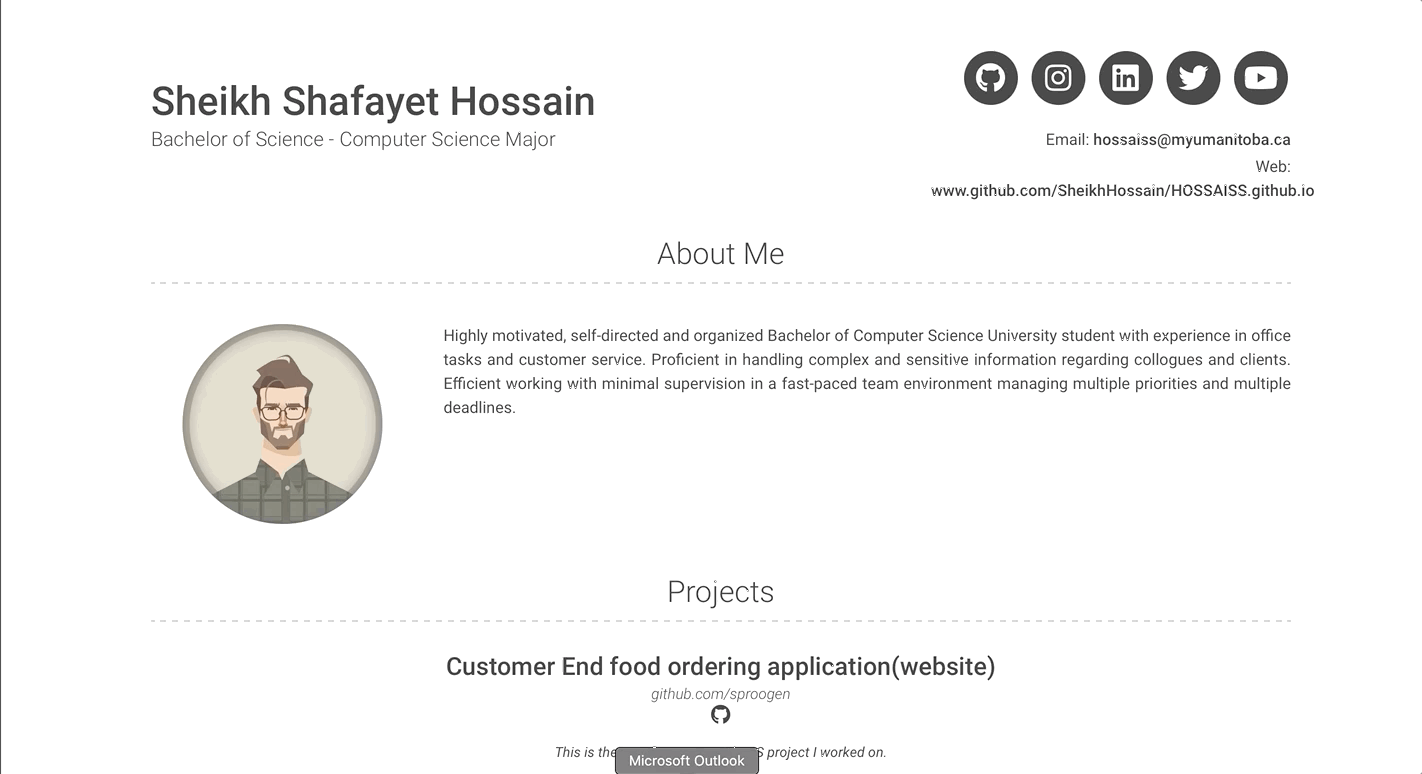 Sheikh Shafayet Hossain
Bachelor of Science - Computer Science Major
Email: hossaiss@myumanitoba.ca
Web:
www.github.com/SheikhHossain/HOSSAISS.github.io
About Me
Highly motivated, self-directed and organized Bachelor of Computer Science University student with experience in office
tasks and customer service. Proficient in handling complex and sensitive information regarding collogues and clients.
Efficient working with minimal supervision in a fast-paced team environment managing multiple priorities and multiple
deadlines.
Projects
Customer End food ordering application(website)
github.com/sproogen
This is the project I worked on.
Microsoft Outlook